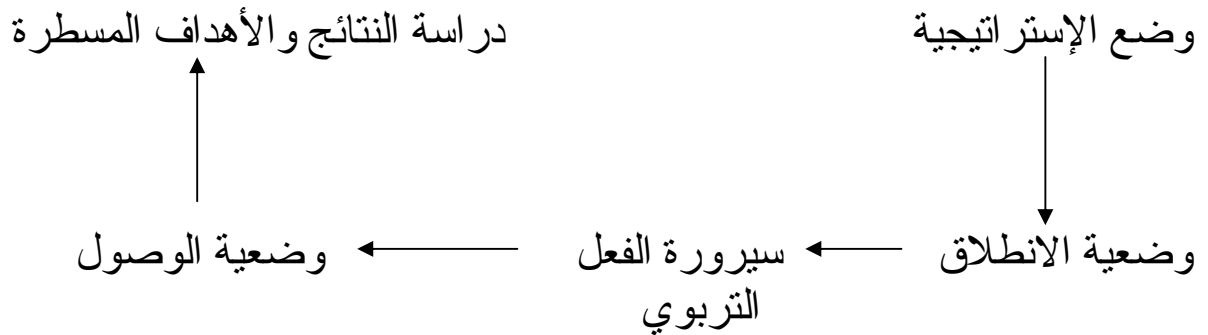 وضع الإستراتيجية
دراسة النتائج والأهداف المسطرة
وضعية الانطلاق
سيرورة الفعل
التربوي
وضعية الوصول